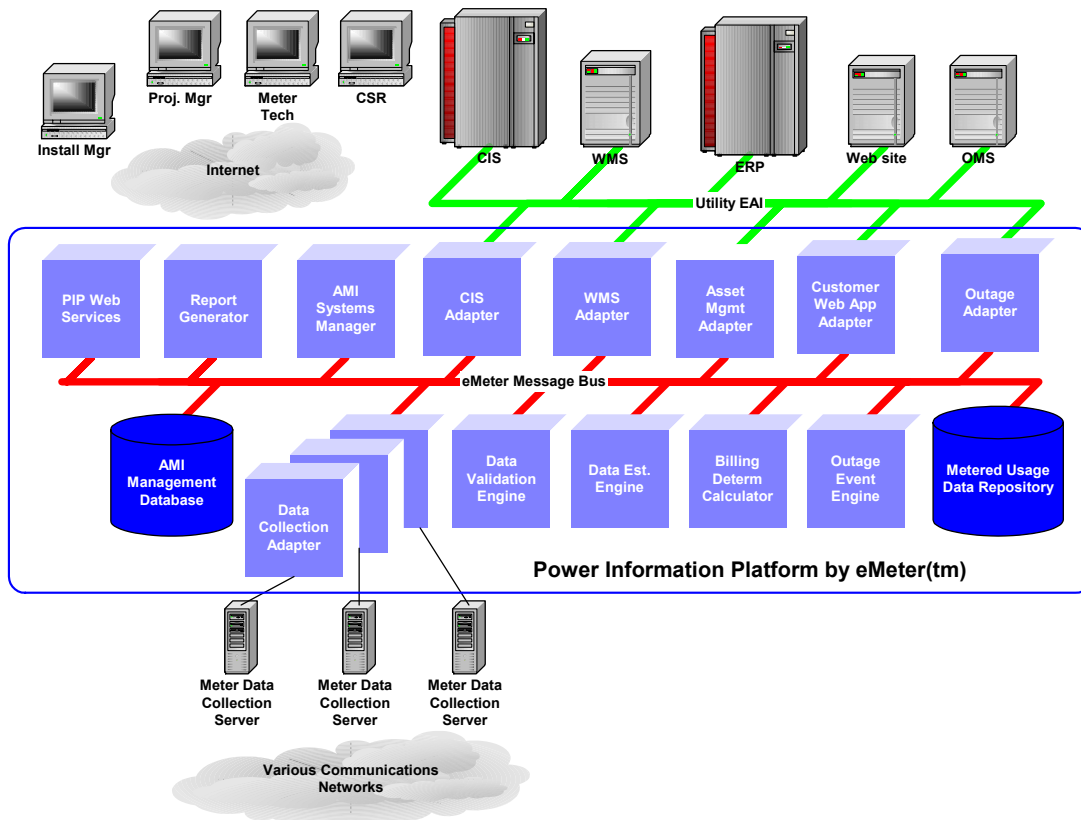 Proj. Mgr
Meter
Tech
CSR
Install Mgr
Internet
CIS
WMS
ERP
Web site
OMS
Utility EAI
PIP Web
Services
Report
Generator
AMI
Systems
Manager
CIS
Adapter
WMS
Adapter
Asset
Mgmt
Adapter
Customer
Web App
Adapter
Outage
Adapter
eMeter Message Bus
AMI
Management
Database
Data
Collection
Adapter
Data
Validation
Engine
Data Est.
Engine
Billing
Determ
Calculator
Outage
Event
Engine
Metered Usage
Data Repository
Power Information Platform by eMeter(tm)
Meter Data
Collection
Server
Meter Data
Collection
Server
Meter Data
Collection
Server
Various Communications
Networks